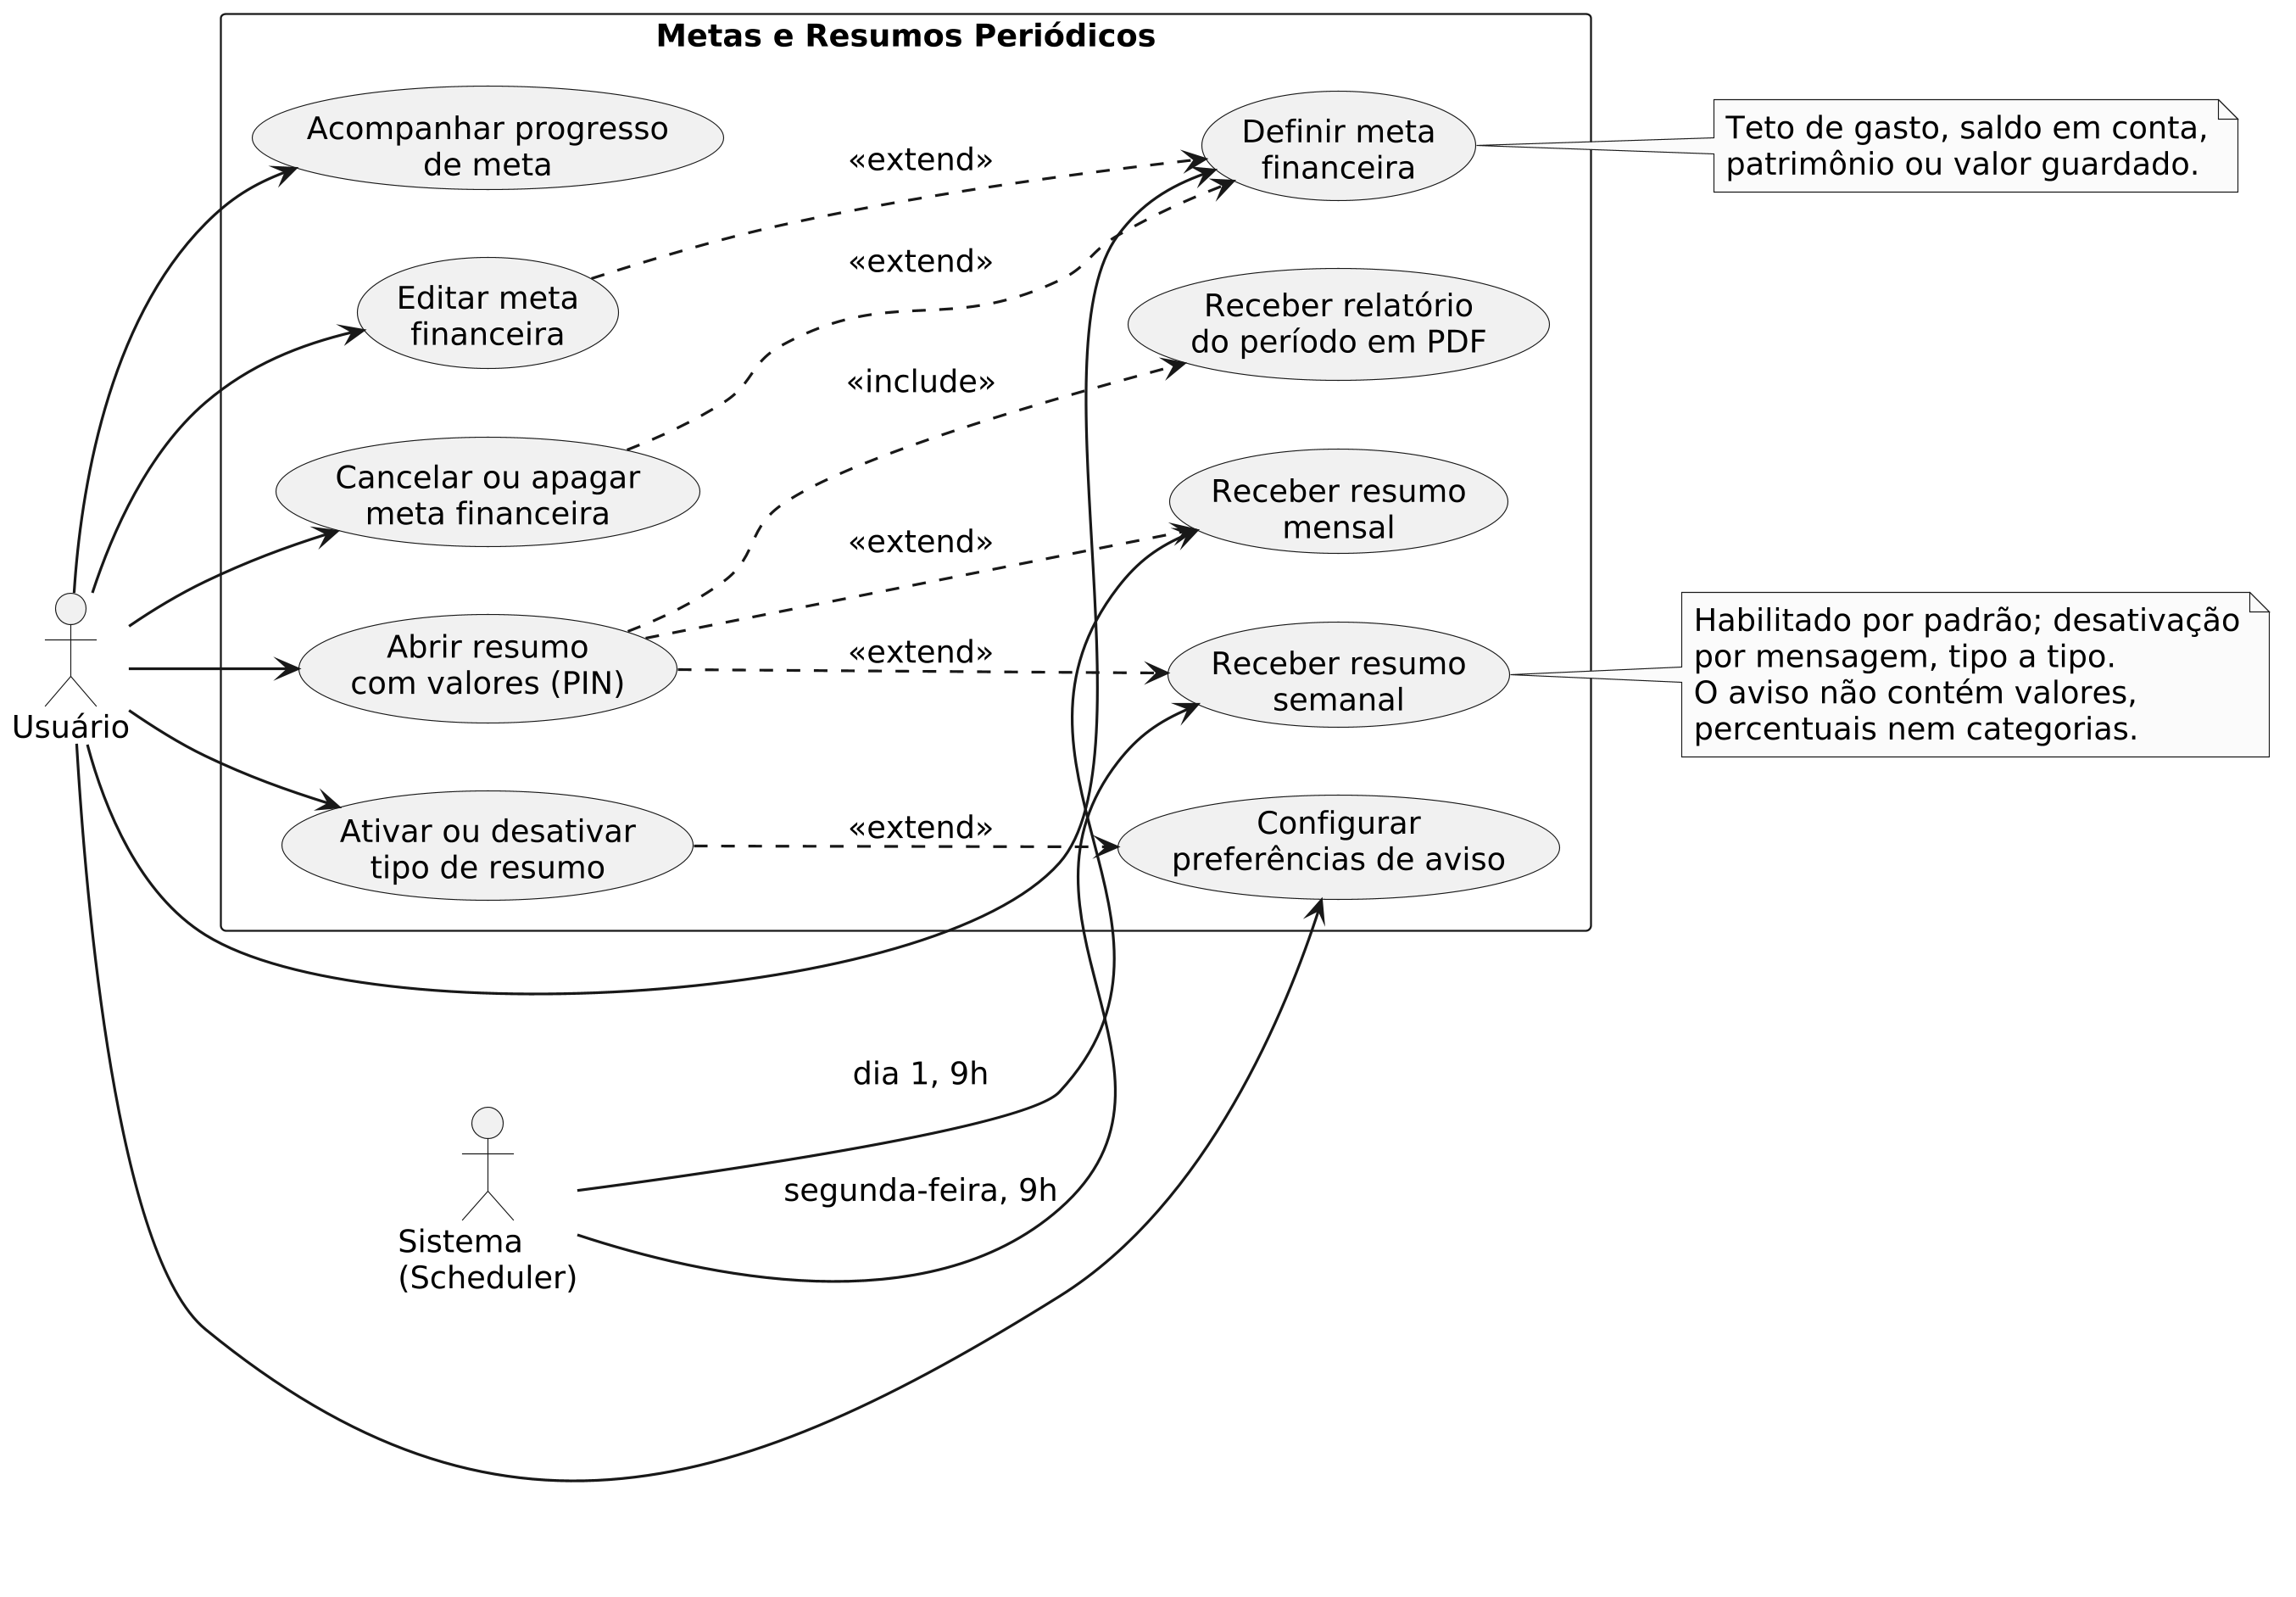 Metas e Resumos Periódicos
Acompanhar progresso
de meta
Definir meta
financeira
Teto de gasto, saldo em conta,
patrimônio ou valor guardado.
«extend»
«extend»
Editar meta
financeira
Receber relatório
do período em PDF
«include»
Cancelar ou apagar
meta financeira
Receber resumo
mensal
«extend»
Abrir resumo
com valores (PIN)
«extend»
Receber resumo
semanal
Habilitado por padrão; desativação
por mensagem, tipo a tipo.
O aviso não contém valores,
percentuais nem categorias.
Usuário
Ativar ou desativar
tipo de resumo
«extend»
Configurar
preferências de aviso
dia 1, 9h
segunda-feira, 9h
Sistema
(Scheduler)